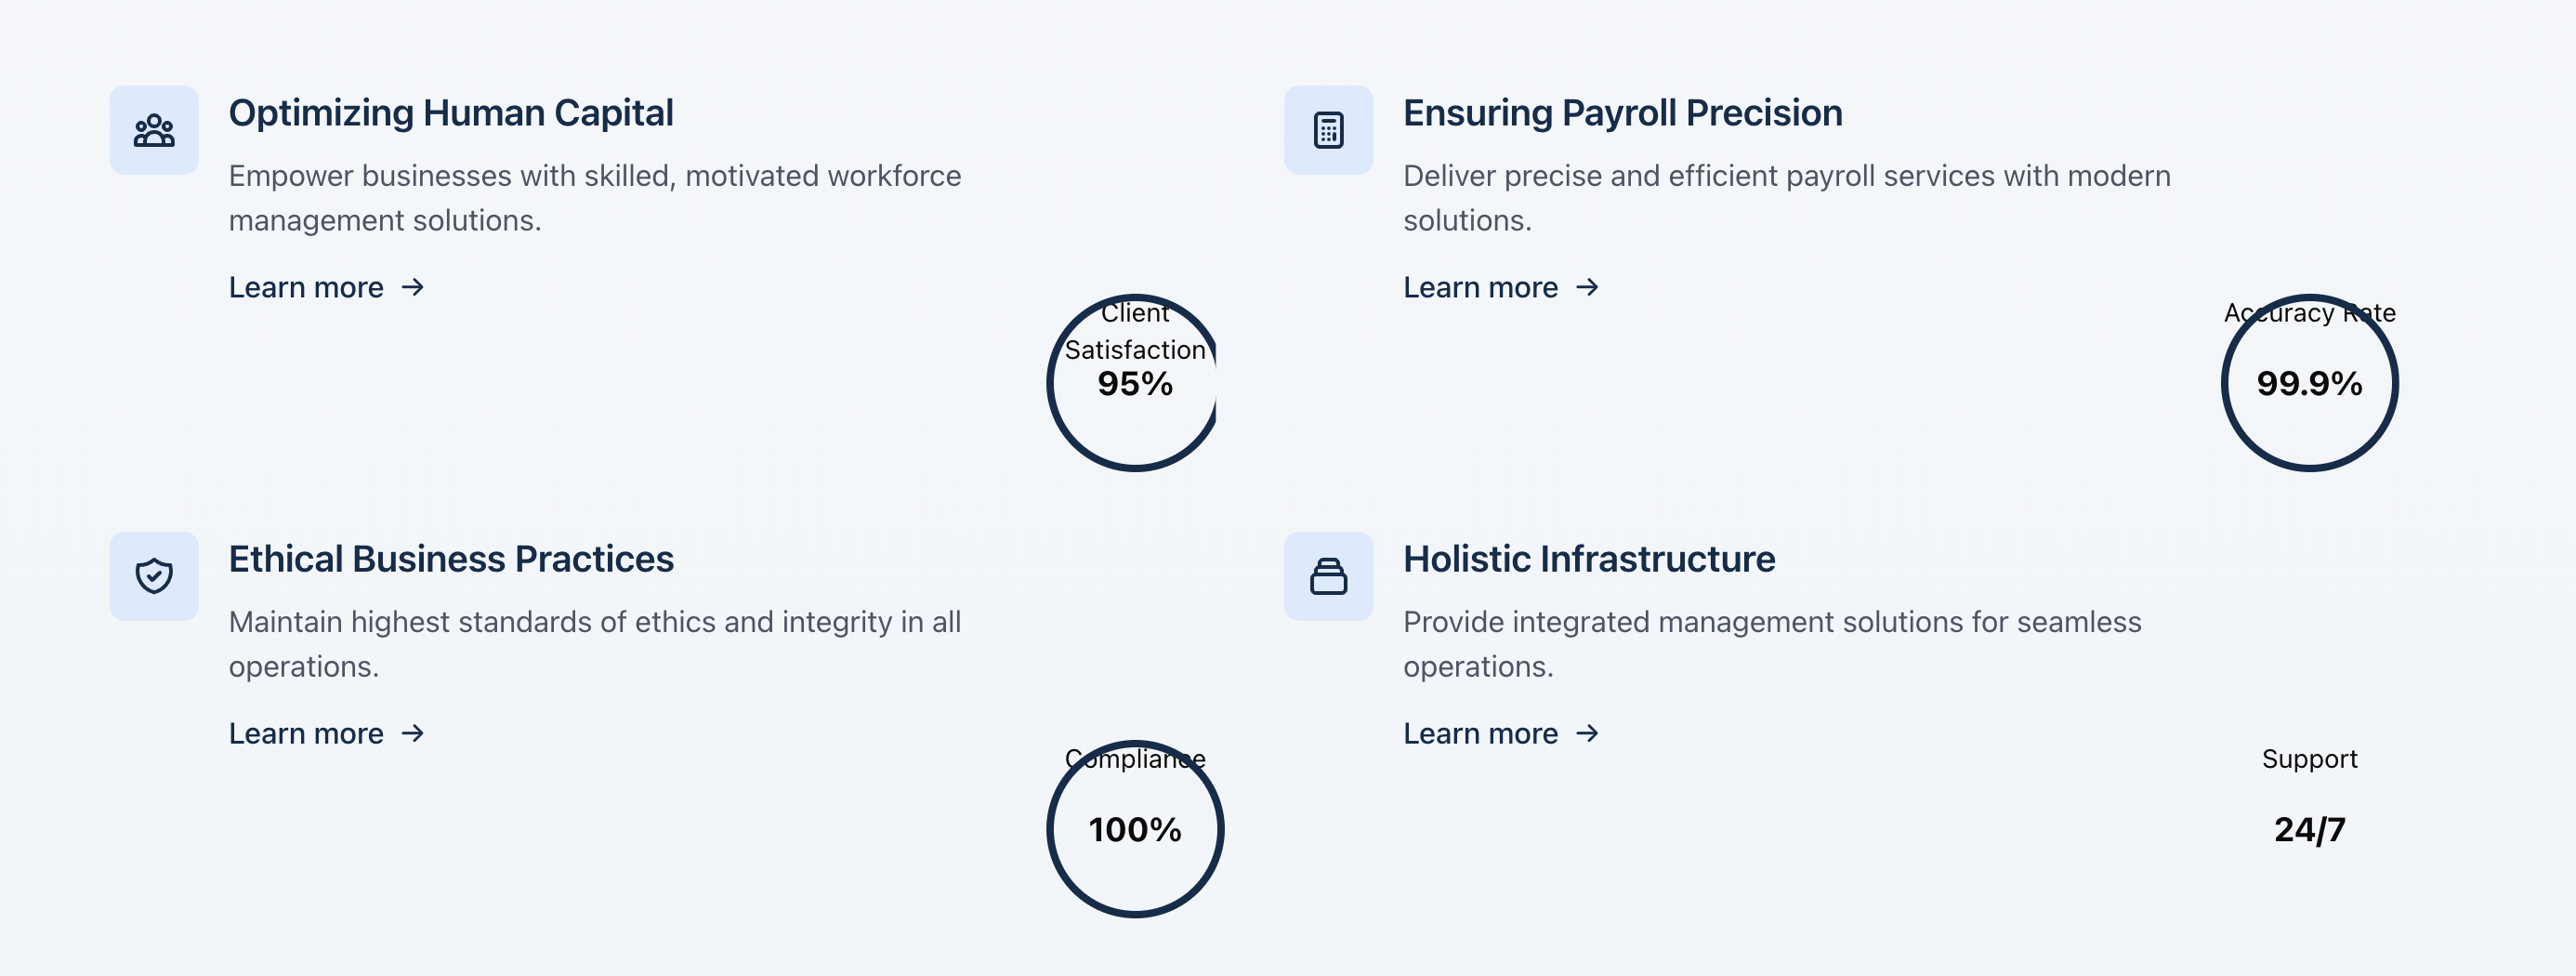 Optimizing Human Capital
Empower businesses with skilled, motivated workforce
management solutions.
Learn more →
Client
Satisfaction
95%
Ensuring Payroll Precision
Deliver precise and efficient payroll services with modern
solutions.
Learn more →
Accuracy Rate
99.9%
Ethical Business Practices
Maintain highest standards of ethics and integrity in all
operations.
Learn more →
Compliance
100%
Holistic Infrastructure
Provide integrated management solutions for seamless
operations.
Learn more →
Support
24/7